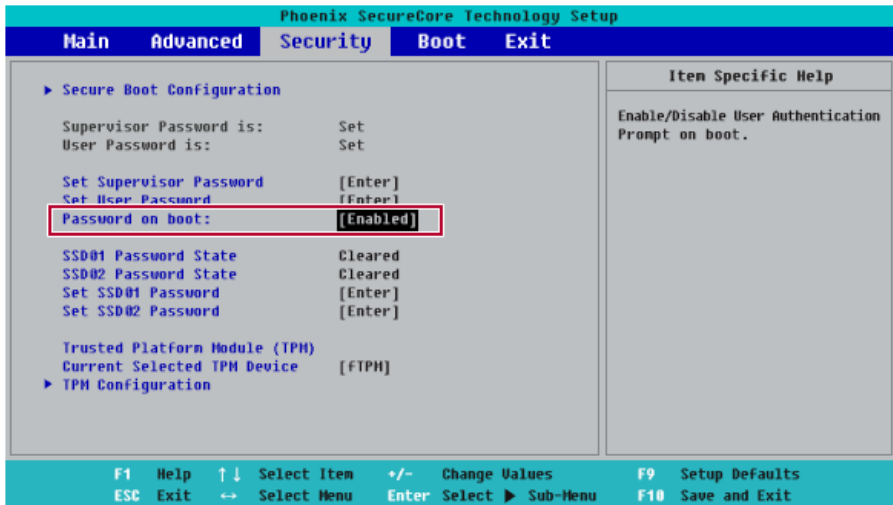 Phoenix SecureCore Technology Setup
Main Advanced Security Boot Exit
Item Specific Help
▶ Secure Boot Configuration
Enable/Disable User Authentication
Prompt on boot.
Supervisor Password is: Set
User Password is: Set
Set Supervisor Password [Enter]
Set User Password [Enter]
Password on boot: [Enabled]
SSD01 Password State Cleared
SSD02 Password State Cleared
Set SSD01 Password [Enter]
Set SSD02 Password [Enter]
Trusted Platform Module (TPM)
Current Selected TPM Device [fTPM]
▶ TPM Configuration
F1 Help ↑↓ Select Item +/- Change Values F9 Setup Defaults
ESC Exit ↔ Select Menu Enter Select ▶ Sub-Menu F10 Save and Exit